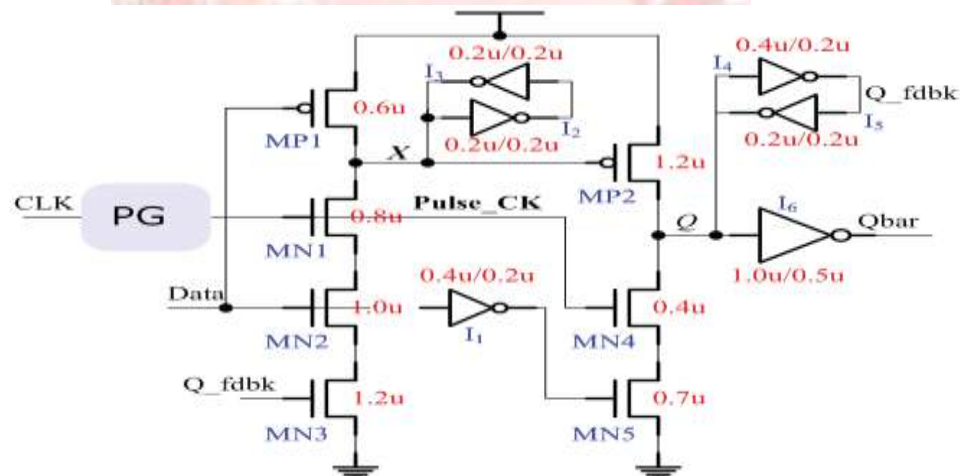 0.2u/0.2u
0.4u/0.2u
I3
I4
0.6u
Q_fdbk
MP1
I2
I5
X
0.2u/0.2u
0.2u/0.2u
1.2u
MP2
CLK
PG
0.8u
Pulse_CK
Q
I6
Qbar
MN1
1.0u/0.5u
0.4u/0.2u
Data
1.0u
0.4u
MN2
I1
MN4
Q_fdbk
1.2u
0.7u
MN3
MN5